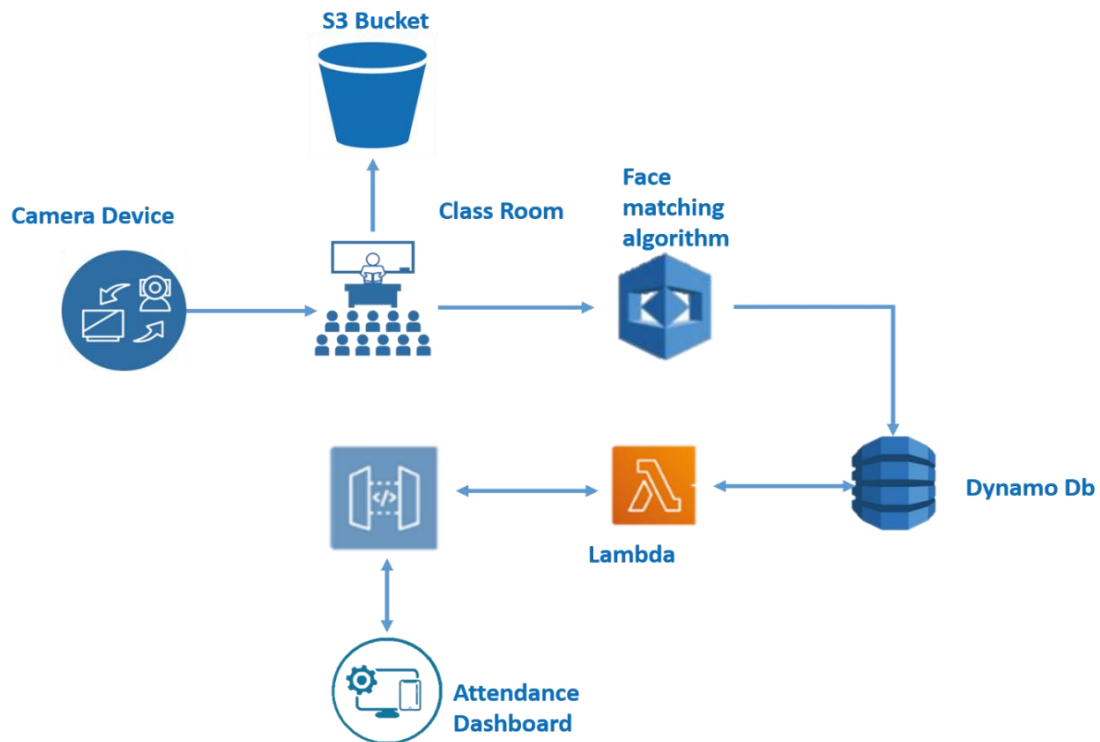 S3 Bucket
Camera Device
Class Room
Face
matching
algorithm
</>
Lambda
Dynamo Db
Attendance
Dashboard